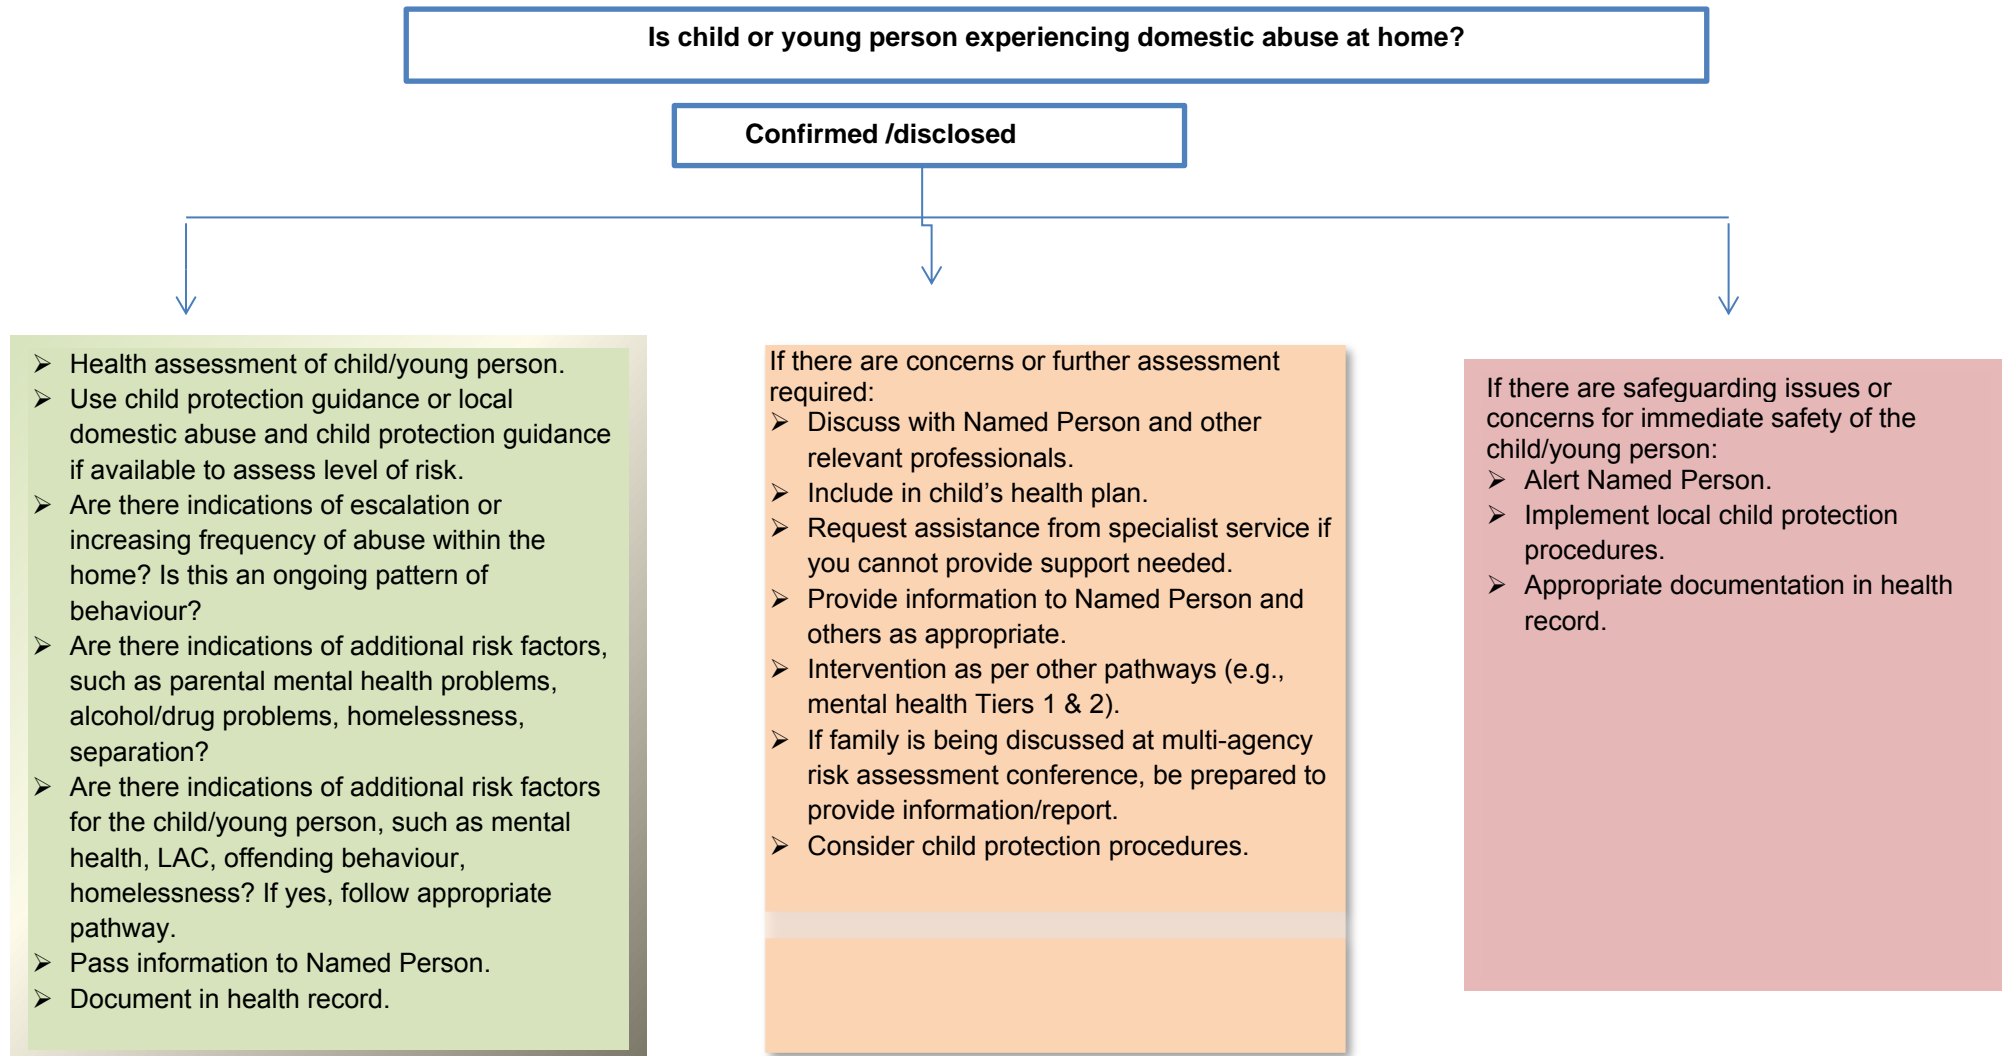 Is child or young person experiencing domestic abuse at home?
Confirmed /disclosed
➢ Health assessment of child/young person.
➢ Use child protection guidance or local
domestic abuse and child protection guidance
if available to assess level of risk.
➢ Are there indications of escalation or
increasing frequency of abuse within the
home? Is this an ongoing pattern of
behaviour?
➢ Are there indications of additional risk factors,
such as parental mental health problems,
alcohol/drug problems, homelessness,
separation?
➢ Are there indications of additional risk factors
for the child/young person, such as mental
health, LAC, offending behaviour,
homelessness? If yes, follow appropriate
pathway.
➢ Pass information to Named Person.
➢ Document in health record.
If there are concerns or further assessment
required:
➢ Discuss with Named Person and other
relevant professionals.
➢ Include in child’s health plan.
➢ Request assistance from specialist service if
you cannot provide support needed.
➢ Provide information to Named Person and
others as appropriate.
➢ Intervention as per other pathways (e.g.,
mental health Tiers 1 & 2).
➢ If family is being discussed at multi-agency
risk assessment conference, be prepared to
provide information/report.
➢ Consider child protection procedures.
If there are safeguarding issues or
concerns for immediate safety of the
child/young person:
➢ Alert Named Person.
➢ Implement local child protection
procedures.
➢ Appropriate documentation in health
record.